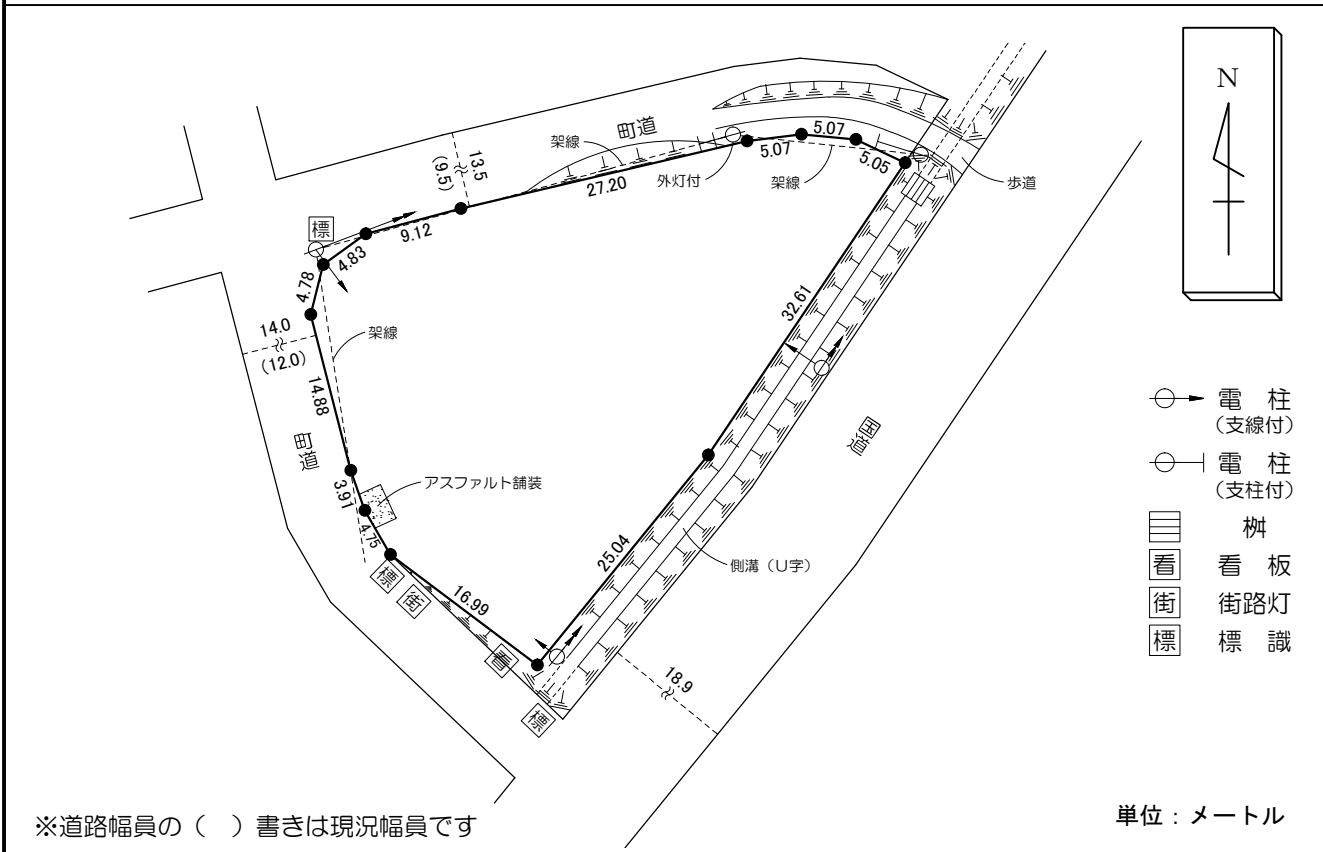 町道
架線
13.5
(9.5)
27.20
外灯付
5.07
5.07
架線
5.05
歩道
N
標
9.12
4.83
4.78
14.0
(12.0)
架線
14.88
町道
3.91
アスファルト舗装
4.75
標
街
16.99
看
標
25.04
32.61
側溝（U字）
国道
18.9
電 柱
（支線付）
電 柱
（支柱付）
桝
看 看 板
街 街路灯
標 標 識
※道路幅員の（ ）書きは現況幅員です
単位：メートル